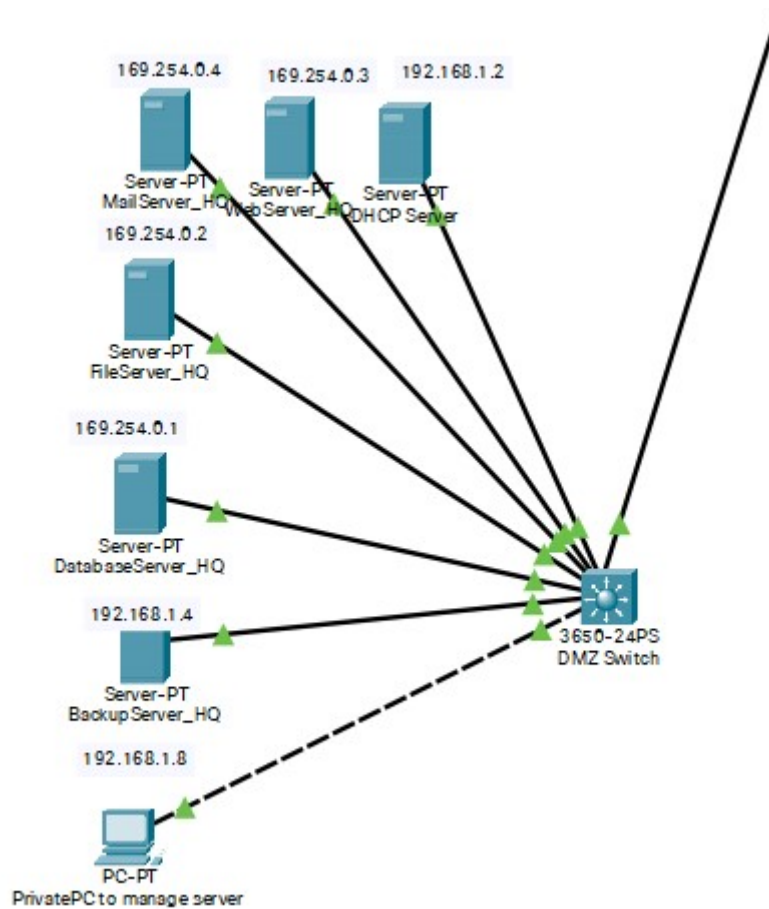 169.254.0.4
169.254.0.3
192.168.1.2
Server-PT
MailServer_HQ
Server-PT
WebServer_HQ
Server-PT
DHCP Server
169.254.0.2
Server-PT
FileServer_HQ
169.254.0.1
Server-PT
DatabaseServer_HQ
192.168.1.4
Server-PT
BackupServer_HQ
3650-24PS
DMZ Switch
192.168.1.8
PC-PT
PrivatePC to manage server